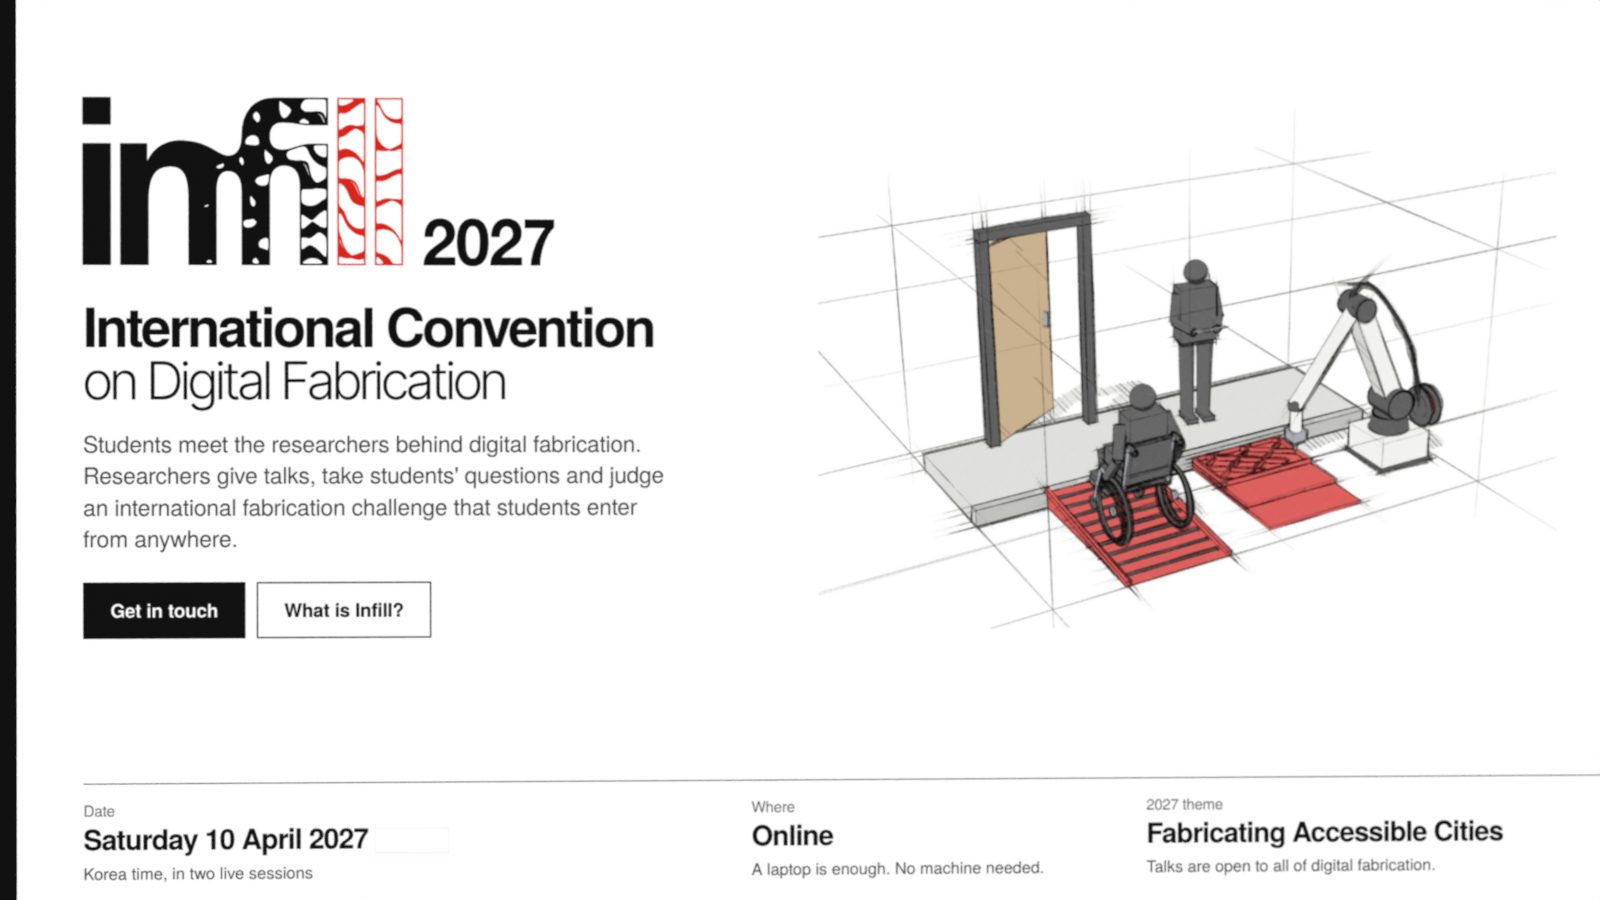 infill 2027
International Convention
on Digital Fabrication
Students meet the researchers behind digital fabrication.
Researchers give talks, take students' questions and judge
an international fabrication challenge that students enter
from anywhere.
Get in touch
What is Infill?
Date
Saturday 10 April 2027
Korea time, in two live sessions
Where
Online
A laptop is enough. No machine needed.
2027 theme
Fabricating Accessible Cities
Talks are open to all of digital fabrication.